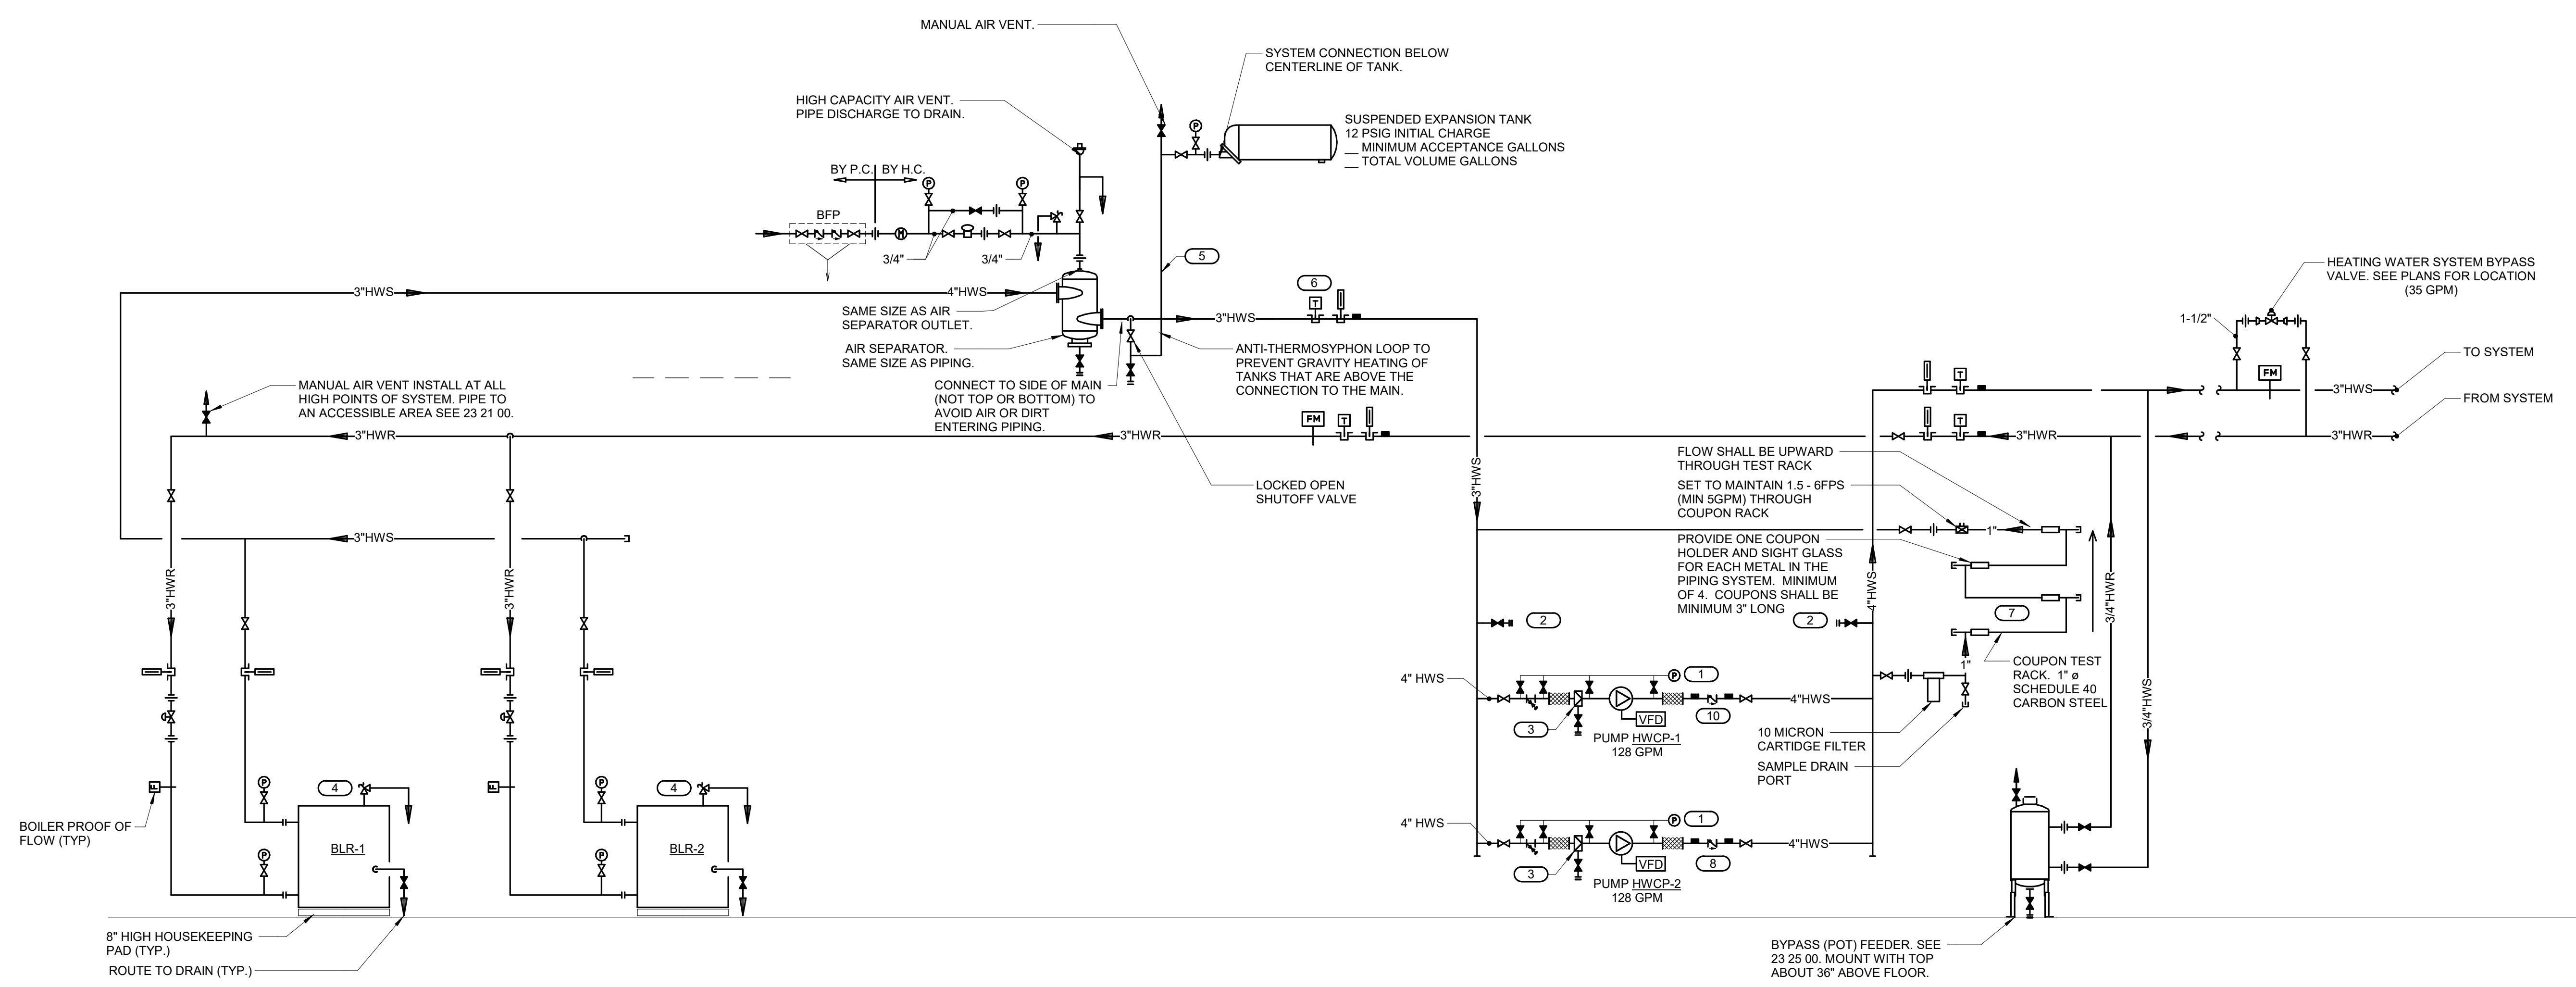 MANUAL AIR VENT.
SYSTEM CONNECTION BELOW
CENTERLINE OF TANK.
HIGH CAPACITY AIR VENT.
PIPE DISCHARGE TO DRAIN.
SUSPENDED EXPANSION TANK
12 PSIG INITIAL CHARGE
__ MINIMUM ACCEPTANCE GALLONS
__ TOTAL VOLUME GALLONS
BY P.C. BY H.C.
P
P
P
BFP
M
3/4"
3/4"
5
6
T
3"HWS
4"HWS
3"HWS
SAME SIZE AS AIR
SEPARATOR OUTLET.
AIR SEPARATOR.
SAME SIZE AS PIPING.
CONNECT TO SIDE OF MAIN
(NOT TOP OR BOTTOM) TO
AVOID AIR OR DIRT
ENTERING PIPING.
ANTI-THERMOSYPHON LOOP TO
PREVENT GRAVITY HEATING OF
TANKS THAT ARE ABOVE THE
CONNECTION TO THE MAIN.
HEATING WATER SYSTEM BYPASS
VALVE. SEE PLANS FOR LOCATION
(35 GPM)
1-1/2"
TO SYSTEM
FROM SYSTEM
FM
3"HWS
3"HWR
T
T
3"HWR
MANUAL AIR VENT INSTALL AT ALL
HIGH POINTS OF SYSTEM. PIPE TO
AN ACCESSIBLE AREA SEE 23 21 00.
3"HWR
3"HWR
FM
T
LOCKED OPEN
SHUTOFF VALVE
3"HWS
FLOW SHALL BE UPWARD
THROUGH TEST RACK
SET TO MAINTAIN 1.5 - 6FPS
(MIN 5GPM) THROUGH
COUPON RACK
PROVIDE ONE COUPON
HOLDER AND SIGHT GLASS
FOR EACH METAL IN THE
PIPING SYSTEM. MINIMUM
OF 4. COUPONS SHALL BE
MINIMUM 3" LONG
1"
4"HWS
7
3/4"HWR
3/4"HWS
1"
COUPON TEST
RACK. 1" ø
SCHEDULE 40
CARBON STEEL
3"HWS
3"HWR
3"HWR
2
2
4" HWS
P
1
4"HWS
3
VFD
10
PUMP HWCP-1
128 GPM
10 MICRON
CARTIDGE FILTER
SAMPLE DRAIN
PORT
4" HWS
P
1
4"HWS
3
VFD
8
PUMP HWCP-2
128 GPM
F
P
4
F
P
4
BOILER PROOF OF
FLOW (TYP)
P
BLR-1
P
BLR-2
8" HIGH HOUSEKEEPING
PAD (TYP.)
ROUTE TO DRAIN (TYP.)
BYPASS (POT) FEEDER. SEE
23 25 00. MOUNT WITH TOP
ABOUT 36" ABOVE FLOOR.